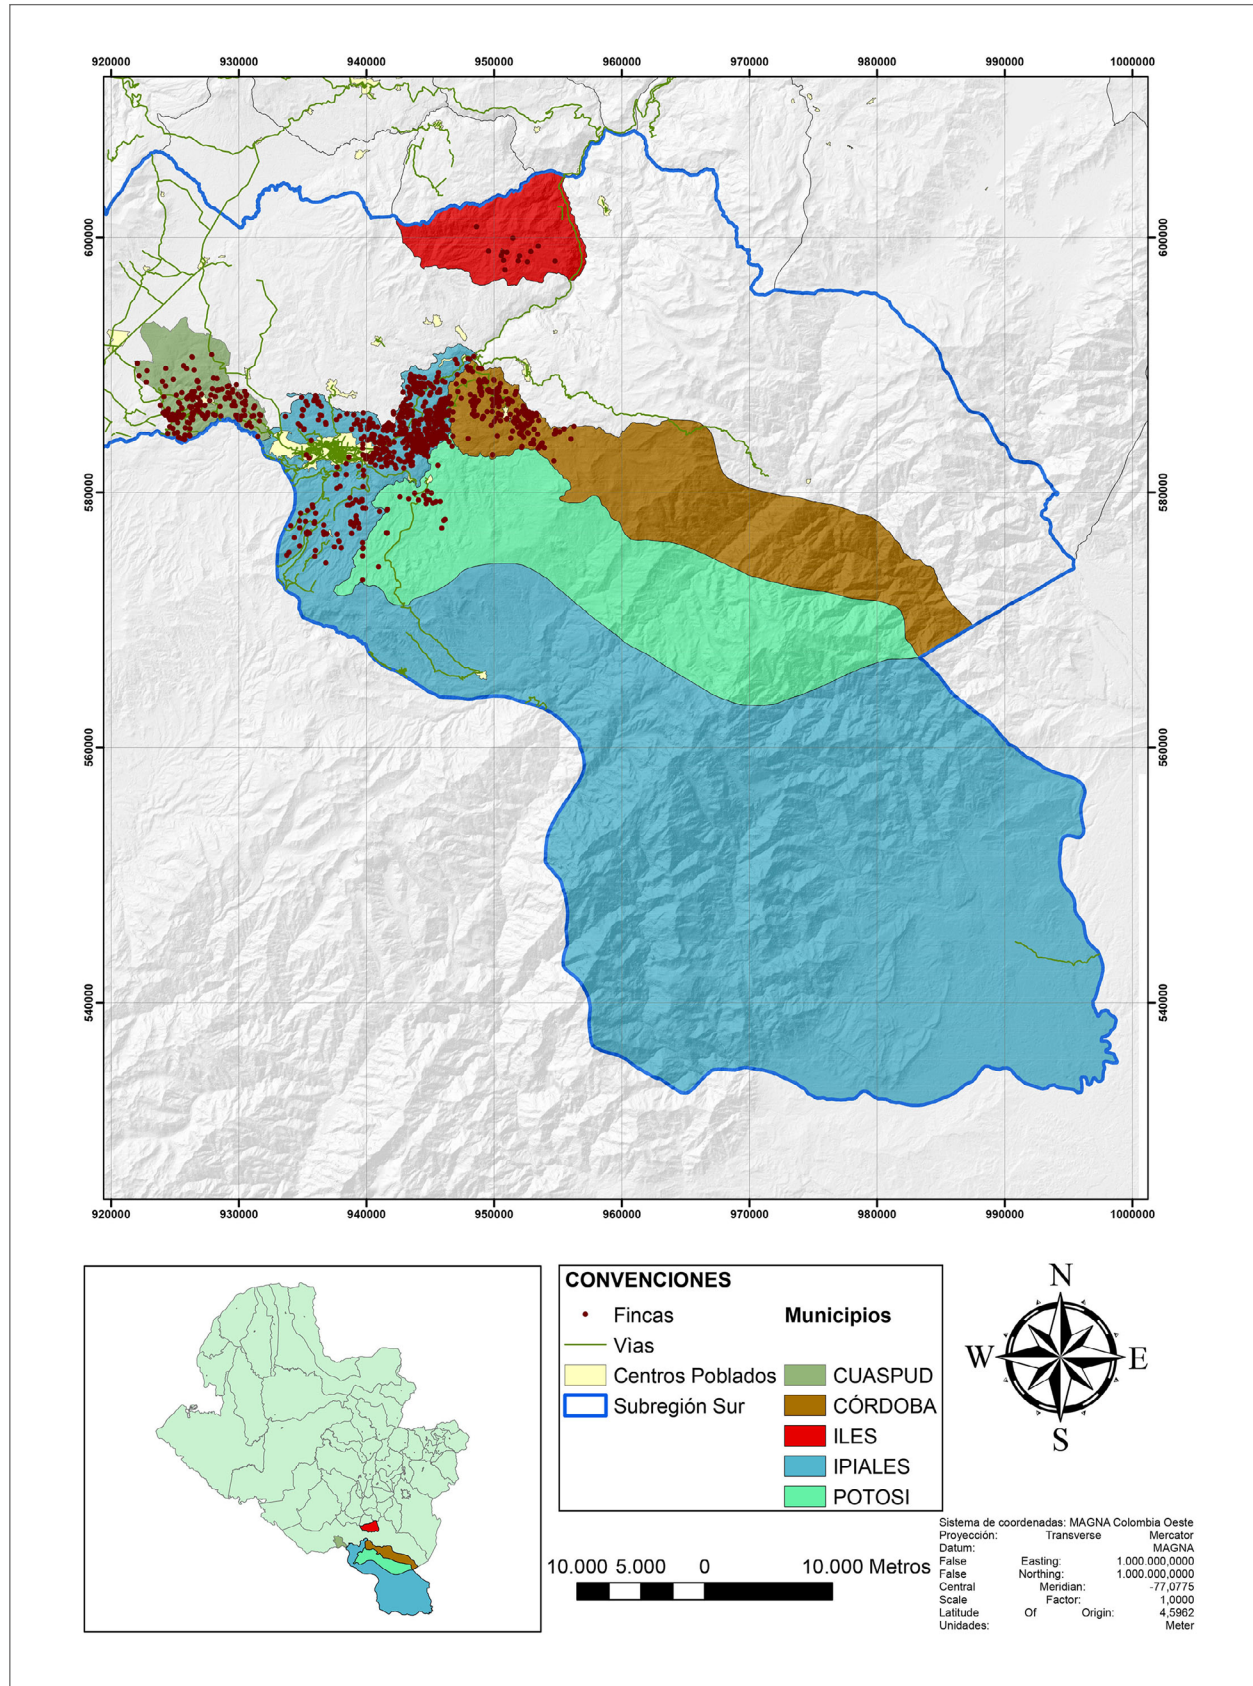 920000 930000 940000 950000 960000 970000 980000 990000 1000000
600000 600000
580000 580000
560000 560000
540000 540000
920000 930000 940000 950000 960000 970000 980000 990000 1000000
CONVENCIONES
Fincas
Vìas
Centros Poblados
Subregión Sur
Municipios
CUASPUD
CÓRDOBA
ILES
IPIALES
POTOSI
N
W E
S
10.000 5.000 0 10.000 Metros
Sistema de coordenadas: MAGNA Colombia Oeste
Proyección: Transverse Mercator
Datum: MAGNA
False Easting: 1.000.000,0000
False Northing: 1.000.000,0000
Central Meridian: -77,0775
Scale Factor: 1,0000
Latitude Of Origin: 4,5962
Unidades: Meter